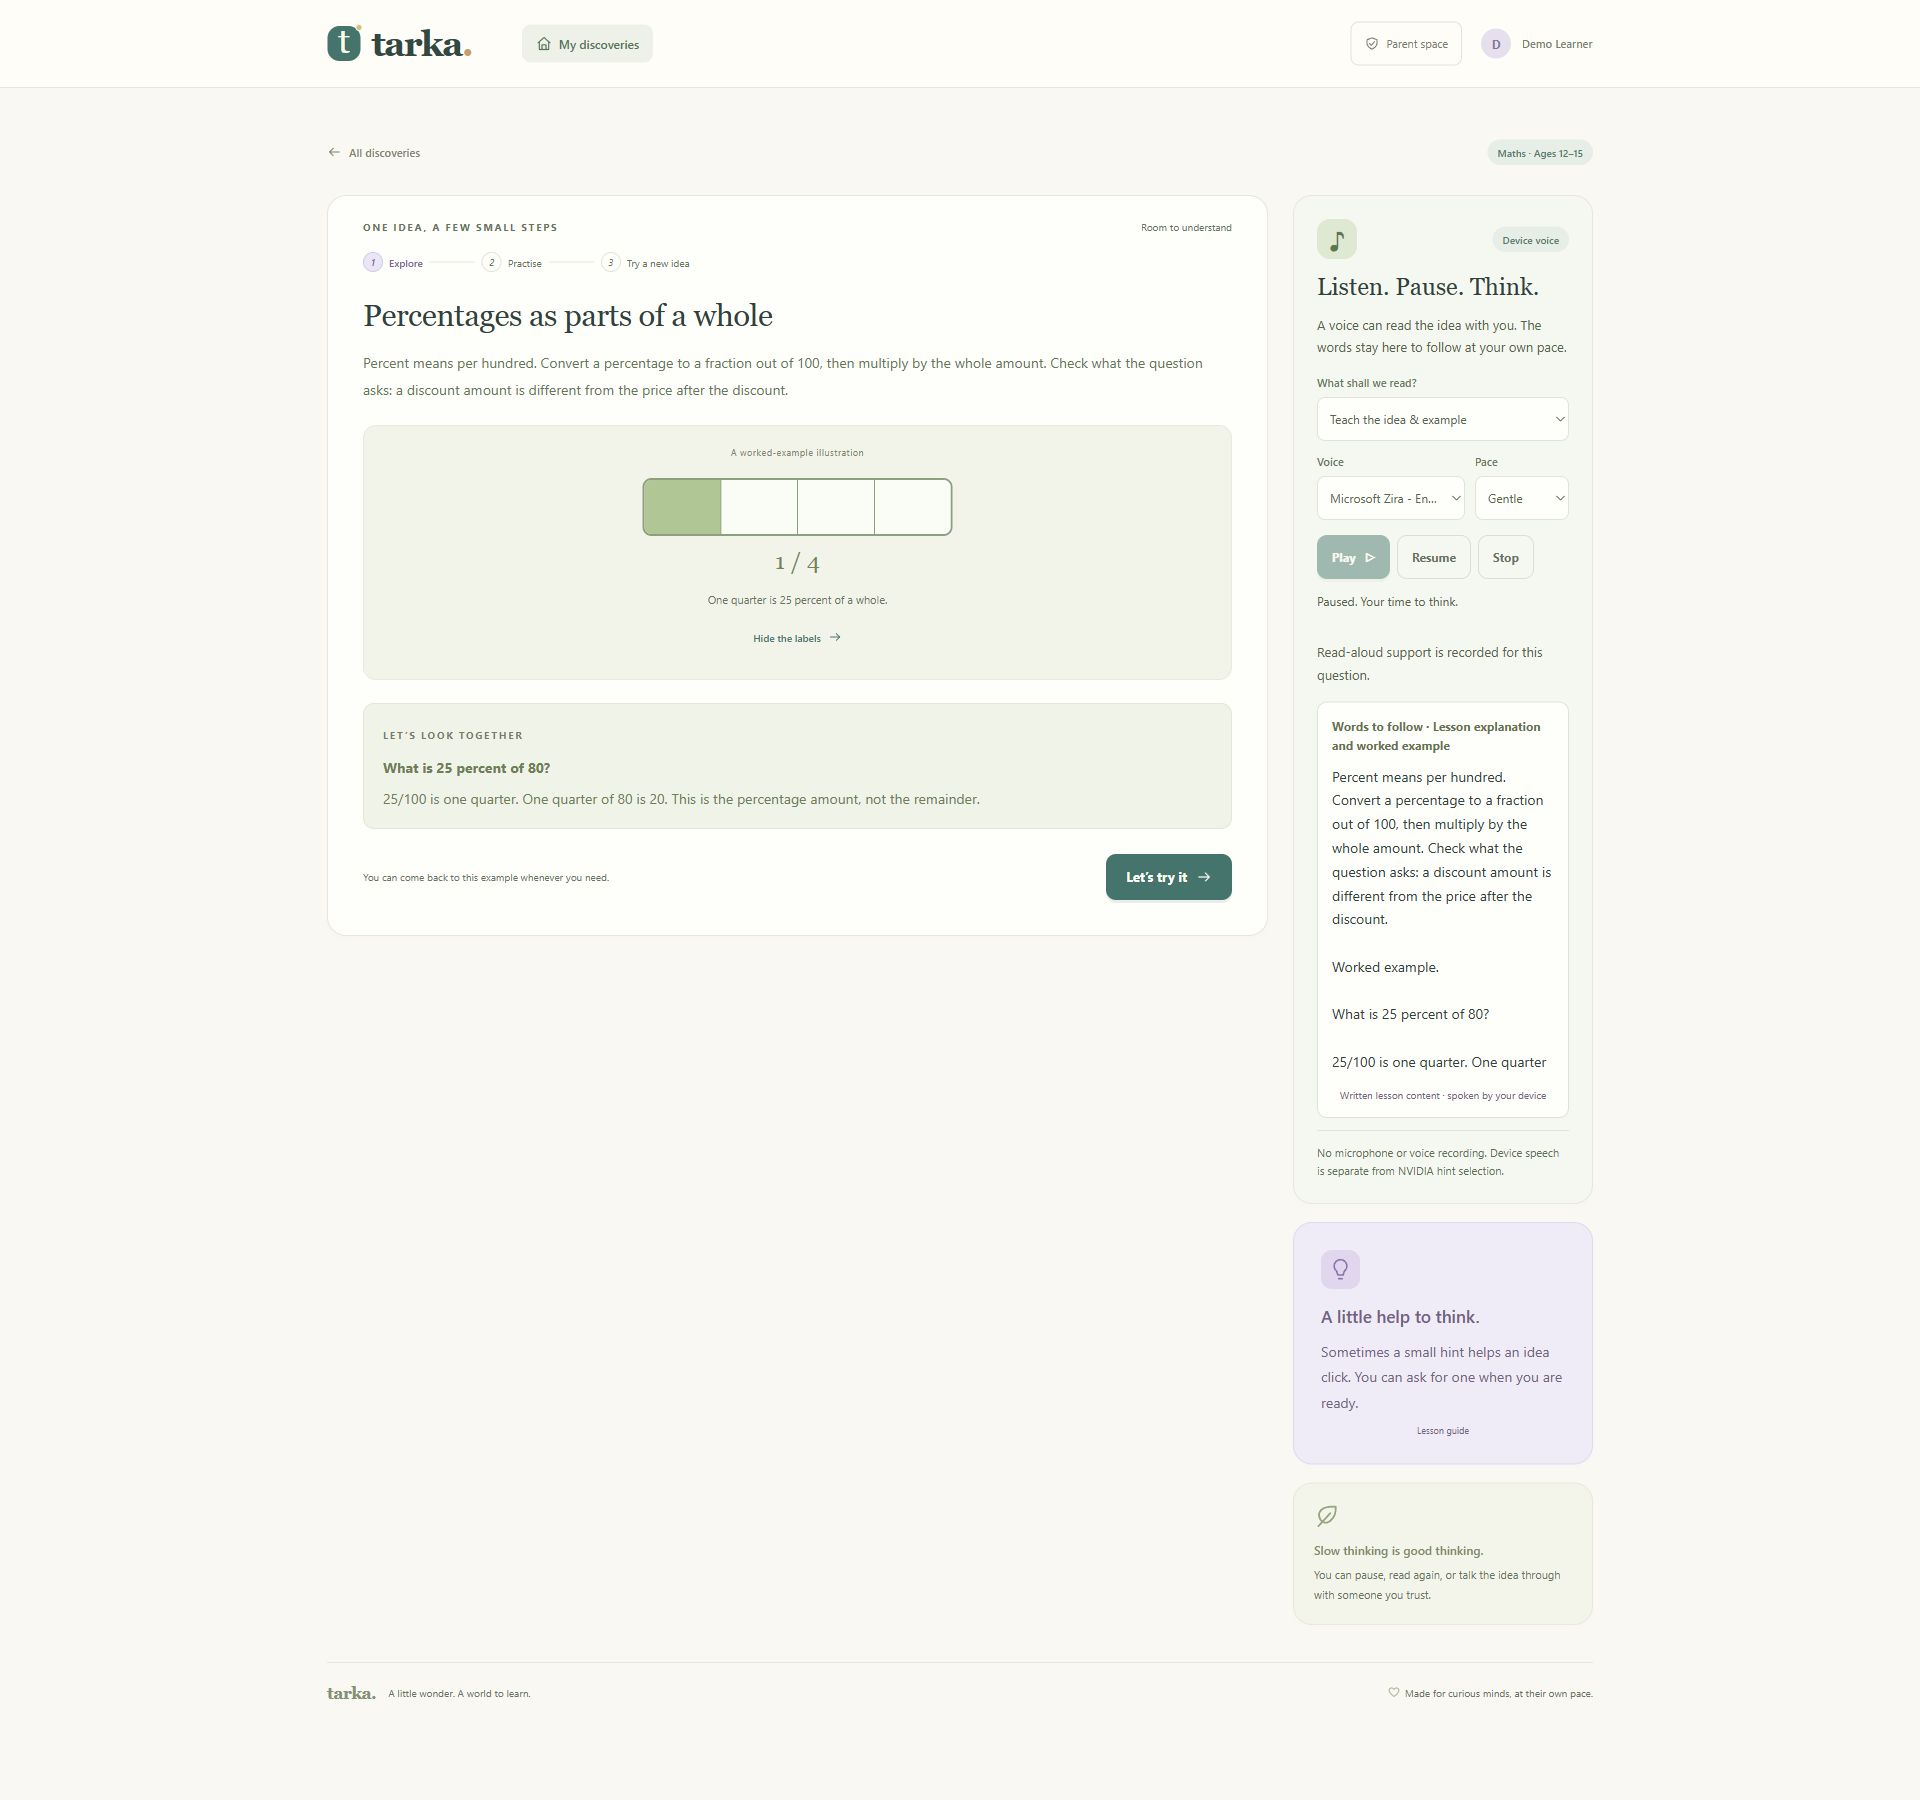 t tarka.
My discoveries
Parent space
D
Demo Learner
All discoveries
Maths · Ages 12–15
ONE IDEA, A FEW SMALL STEPS
Room to understand
1 Explore
2 Practise
3 Try a new idea
Percentages as parts of a whole
Percent means per hundred. Convert a percentage to a fraction out of 100, then multiply by the whole amount. Check what the question
asks: a discount amount is different from the price after the discount.
A worked-example illustration
1 / 4
One quarter is 25 percent of a whole.
Hide the labels
LET'S LOOK TOGETHER
What is 25 percent of 80?
25/100 is one quarter. One quarter of 80 is 20. This is the percentage amount, not the remainder.
You can come back to this example whenever you need.
Let's try it
Device voice
Listen. Pause. Think.
A voice can read the idea with you. The
words stay here to follow at your own pace.
What shall we read?
Teach the idea & example
Voice
Pace
Microsoft Zira - En...
Gentle
Play
Resume
Stop
Paused. Your time to think.
Read-aloud support is recorded for this
question.
Words to follow · Lesson explanation
and worked example
Percent means per hundred.
Convert a percentage to a fraction
out of 100, then multiply by the
whole amount. Check what the
question asks: a discount amount is
different from the price after the
discount.
Worked example.
What is 25 percent of 80?
25/100 is one quarter. One quarter
Written lesson content · spoken by your device
No microphone or voice recording. Device speech
is separate from NVIDIA hint selection.
A little help to think.
Sometimes a small hint helps an idea
click. You can ask for one when you are
ready.
Lesson guide
Slow thinking is good thinking.
You can pause, read again, or talk the idea through
with someone you trust.
tarka.
A little wonder. A world to learn.
Made for curious minds, at their own pace.